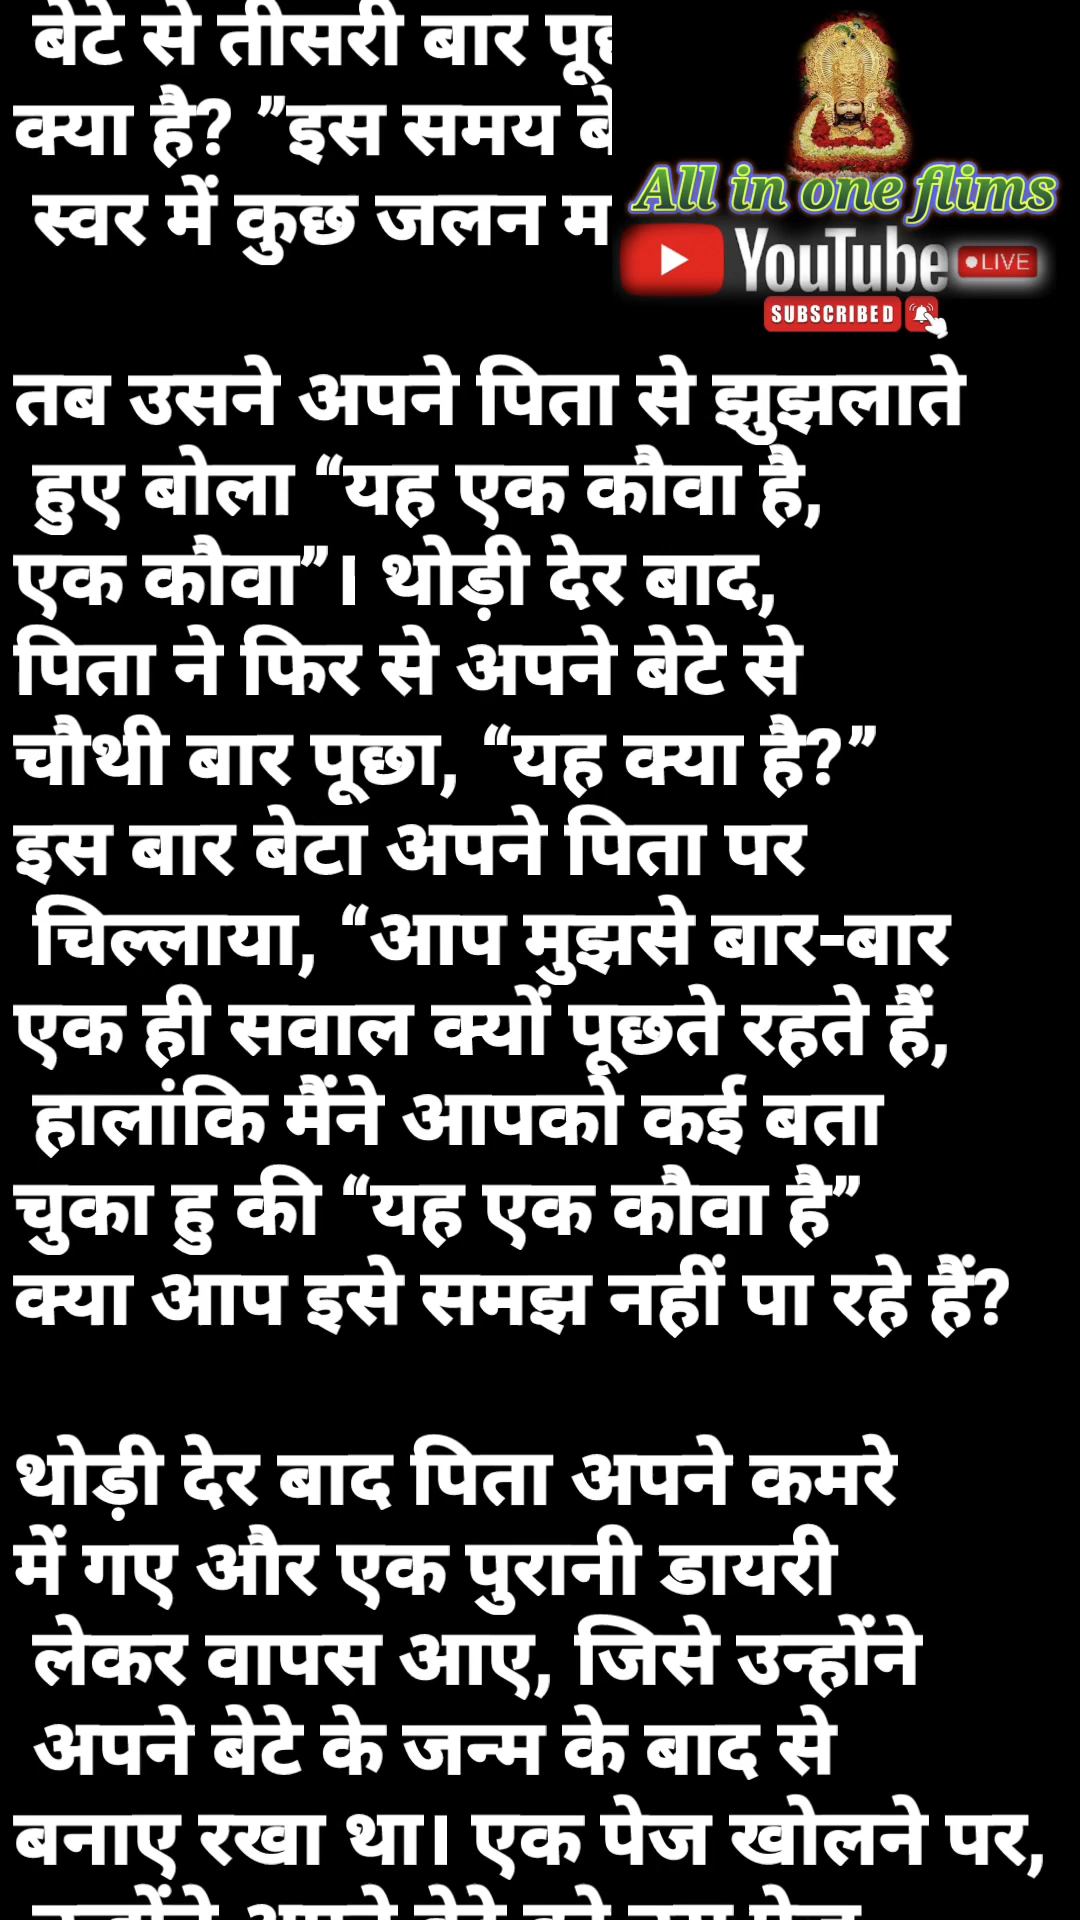 बेटे से तीसरी बार
क्या है? ”इस समय
स्वर में कुछ जलन
All in one flims
YouTube LIVE
SUBSCRIBED
तब उसने अपने पिता से झुझलाते
हुए बोला “यह एक कौवा है,
एक कौवा”। थोड़ी देर बाद,
पिता ने फिर से अपने बेटे से
चौथी बार पूछा, “यह क्या है?”
इस बार बेटा अपने पिता पर
चिल्लाया, “आप मुझसे बार-बार
एक ही सवाल क्यों पूछते रहते हैं,
हालांकि मैंने आपको कई बता
चुका हु की “यह एक कौवा है”
क्या आप इसे समझ नहीं पा रहे हैं?
थोड़ी देर बाद पिता अपने कमरे
में गए और एक पुरानी डायरी
लेकर वापस आए, जिसे उन्होंने
अपने बेटे के जन्म के बाद से
बनाए रखा था। एक पेज खोलने पर,